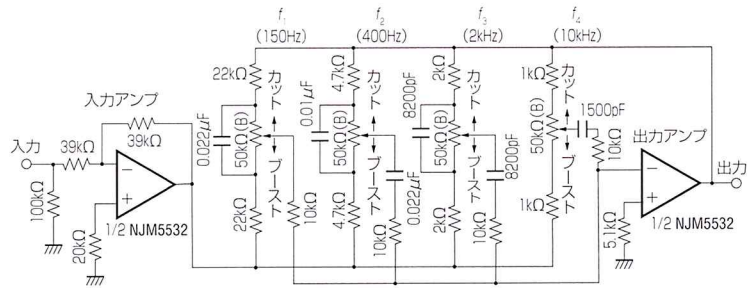 f₁
(150Hz)
f₂
(400Hz)
f₃
(2kHz)
f₄
(10kHz)
22kΩ
カット
0.022μF
50kΩ(B)
ブースト
22kΩ
10kΩ
4.7kΩ
カット
0.01μF
50kΩ(B)
ブースト
0.022μF
4.7kΩ
10kΩ
2kΩ
カット
8200pF
50kΩ(B)
ブースト
8200pF
2kΩ
10kΩ
1kΩ
カット
1500pF
50kΩ(B)
ブースト
10kΩ
1kΩ
入力アンプ
39kΩ
入力
39kΩ
100kΩ
−
+
20kΩ
1/2 NJM5532
出力アンプ
−
+
出力
5.1kΩ
1/2 NJM5532